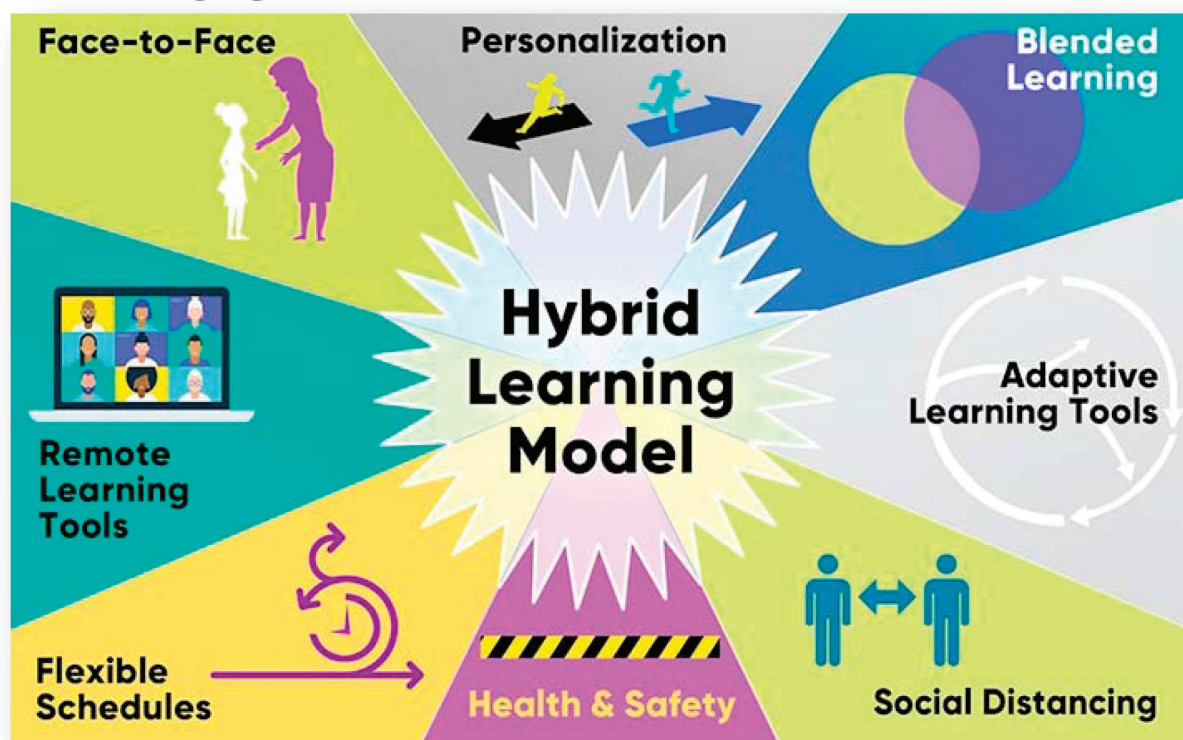 Face-to-Face
Personalization
Blended
Learning
Hybrid
Learning
Model
Adaptive
Learning Tools
Remote
Learning
Tools
Flexible
Schedules
Health & Safety
Social Distancing